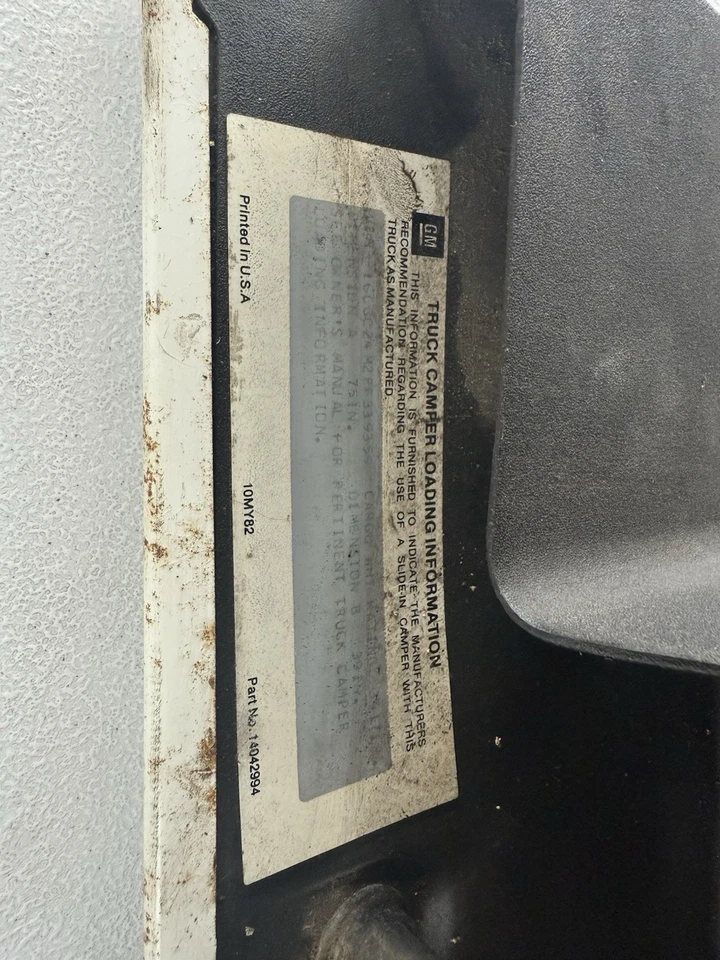 GM
TRUCK CAMPER LOADING INFORMATION
THIS INFORMATION IS FURNISHED TO INDICATE THE MANUFACTURERS
RECOMMENDATION REGARDING THE USE OF A SLIDE-IN CAMPER WITH THIS
TRUCK AS MANUFACTURED.
DIMENSION B
SEE OWNER'S MANUAL FOR PERTINENT TRUCK CAMPER
INFORMATION.
Printed in U.S.A
10MY82
Part No. 14042994